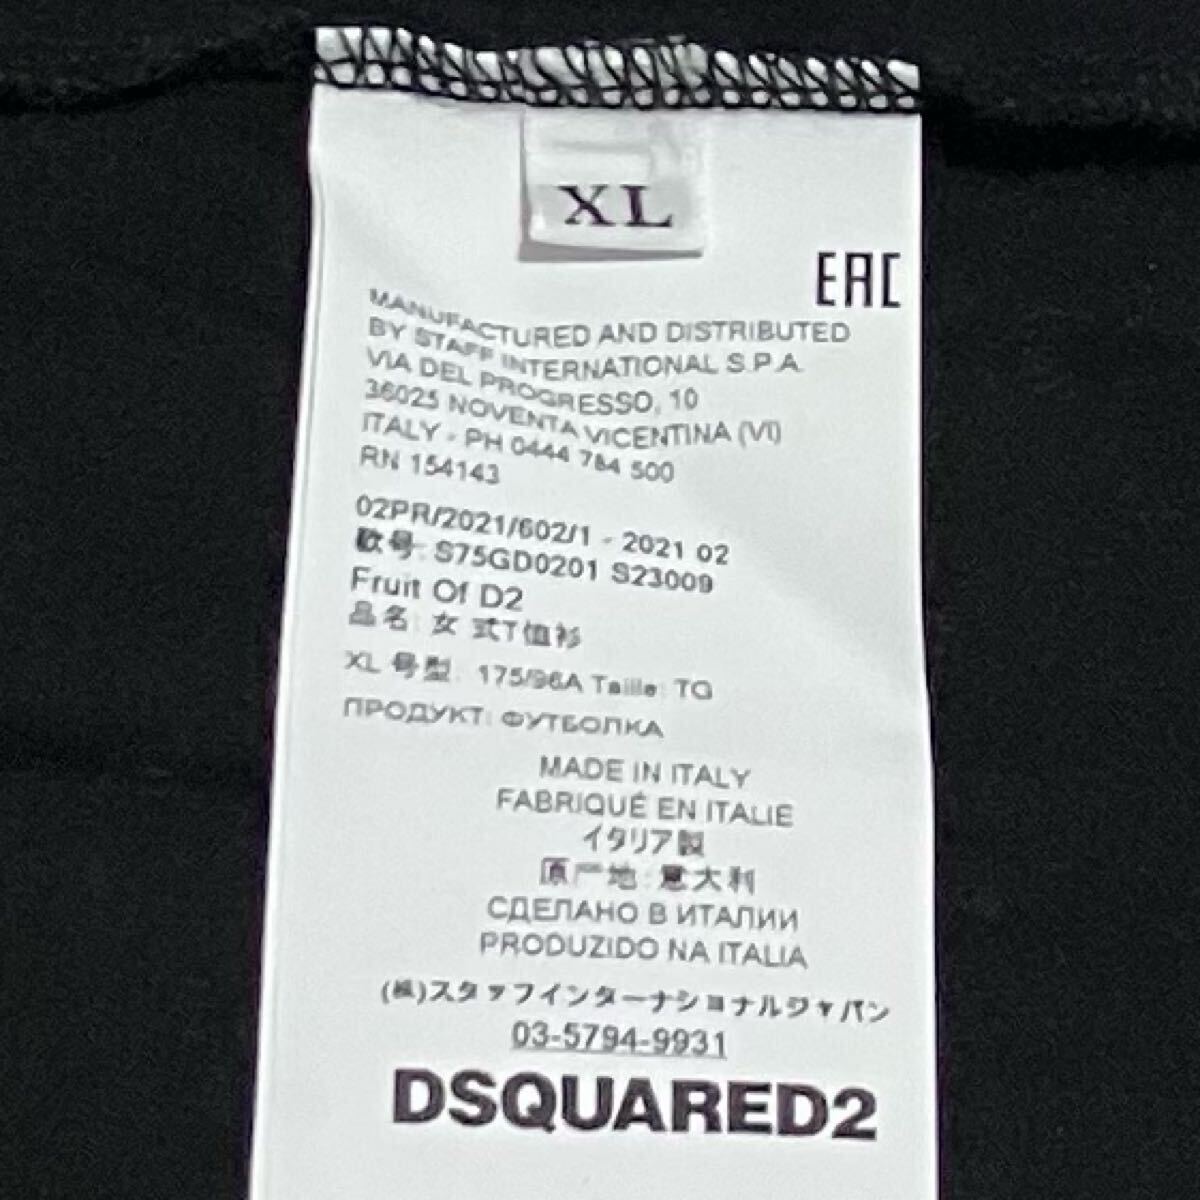 XL
EAC
MANUFACTURED AND DISTRIBUTED
BY STAFF INTERNATIONAL S.P.A.
VIA DEL PROGRESSO, 10
36025 NOVENTA VICENTINA (VI)
ITALY - PH 0444 784 500
RN 154143
02PR/2021/602/1 - 2021 02
款号: S75GD0201 S23009
Fruit Of D2
品名: 女 式T恤衫
XL 号型: 175/96A Taille: TG
ПРОДУКТ: ФУТБОЛКА
MADE IN ITALY
FABRIQUÉ EN ITALIE
イタリア製
原产地: 意大利
СДЕЛАНО В ИТАЛИИ
PRODUZIDO NA ITALIA
(株)スタッフインターナショナルジャパン
03-5794-9931
DSQUARED2